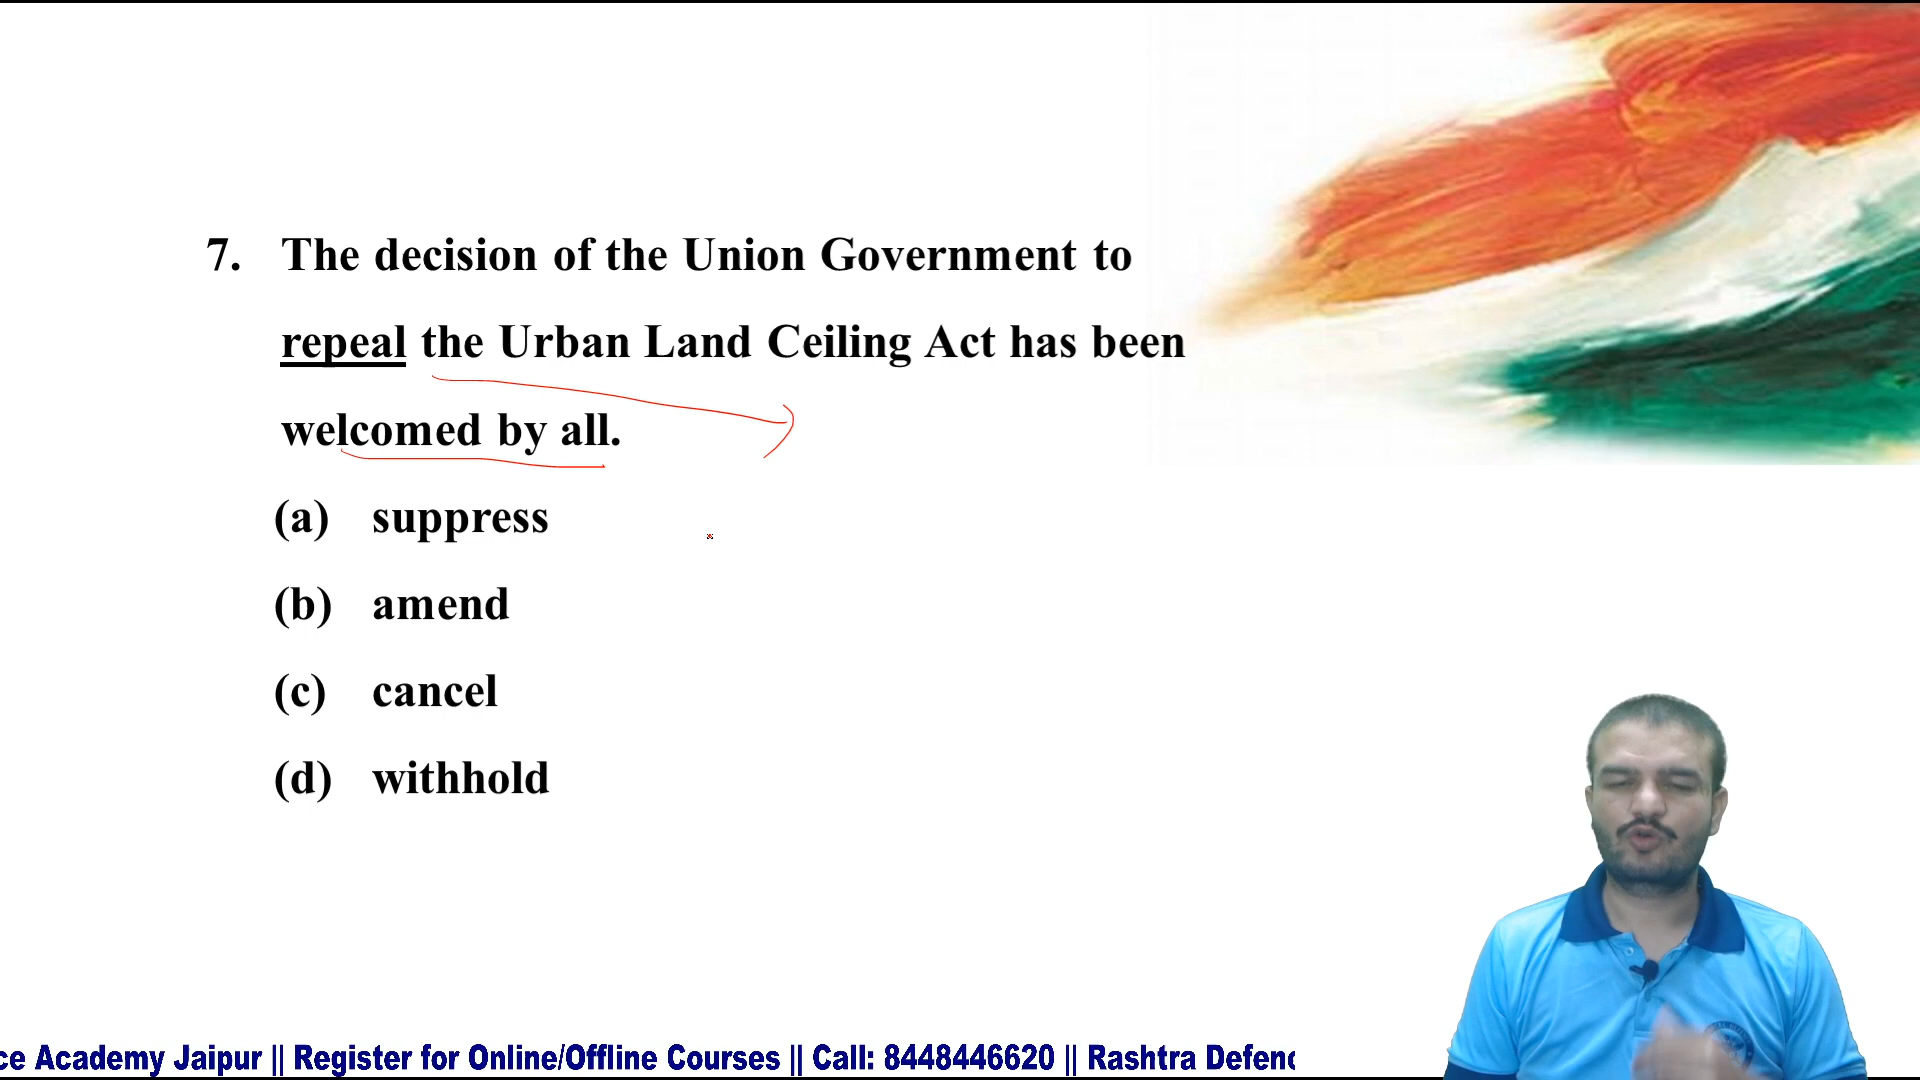 7. The decision of the Union Government to
repeal the Urban Land Ceiling Act has been
welcomed by all.
(a) suppress
(b) amend
(c) cancel
(d) withhold
ce Academy Jaipur || Register for Online/Offline Courses || Call: 8448446620 || Rashtra Defenc